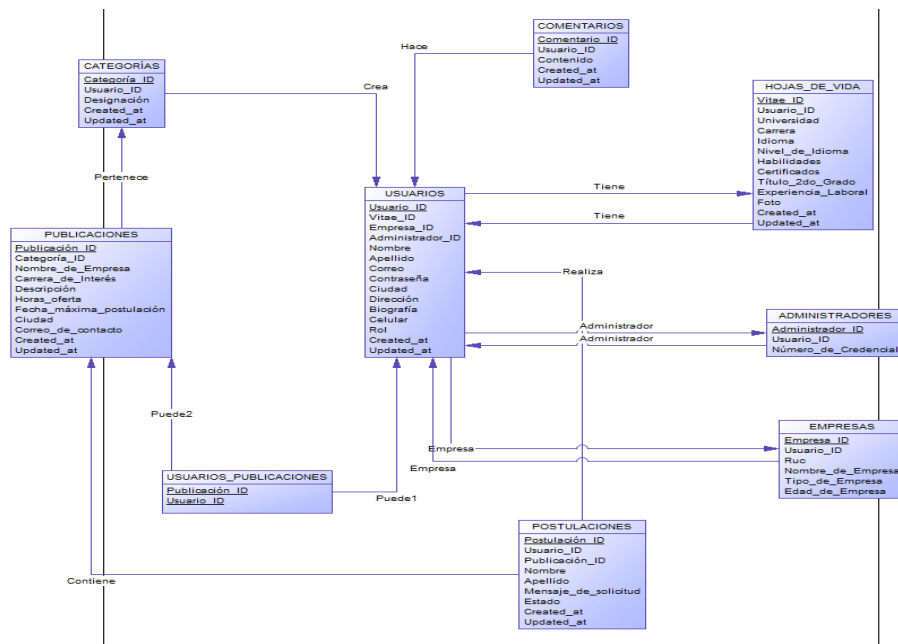 COMENTARIOS
Comentario_ID
Usuario_ID
Contenido
Created_at
Updated_at
Hace
CATEGORÍAS
Categoría_ID
Usuario_ID
Designación
Created_at
Updated_at
Crea
HOJAS_DE_VIDA
Vitae_ID
Usuario_ID
Universidad
Carrera
Idioma
Nivel_de_Idioma
Habilidades
Certificados
Título_2do_Grado
Experiencia_Laboral
Foto
Created_at
Updated_at
Pertenece
Tiene
Tiene
USUARIOS
Usuario_ID
Vitae_ID
Empresa_ID
Administrador_ID
Nombre
Apellido
Correo
Contraseña
Ciudad
Dirección
Biografía
Celular
Rol
Created_at
Updated_at
PUBLICACIONES
Publicación_ID
Categoría_ID
Nombre_de_Empresa
Carrera_de_Interés
Descripción
Horas_oferta
Fecha_máxima_postulación
Ciudad
Correo_de_contacto
Created_at
Updated_at
Realiza
Administrador
Administrador
ADMINISTRADORES
Administrador_ID
Usuario_ID
Número_de_Credencial
Puede2
Empresa
Empresa
EMPRESAS
Empresa_ID
Usuario_ID
Ruc
Nombre_de_Empresa
Tipo_de_Empresa
Edad_de_Empresa
USUARIOS_PUBLICACIONES
Publicación_ID
Usuario_ID
Puede1
POSTULACIONES
Postulación_ID
Usuario_ID
Publicación_ID
Nombre
Apellido
Mensaje_de_solicitud
Estado
Created_at
Updated_at
Contiene